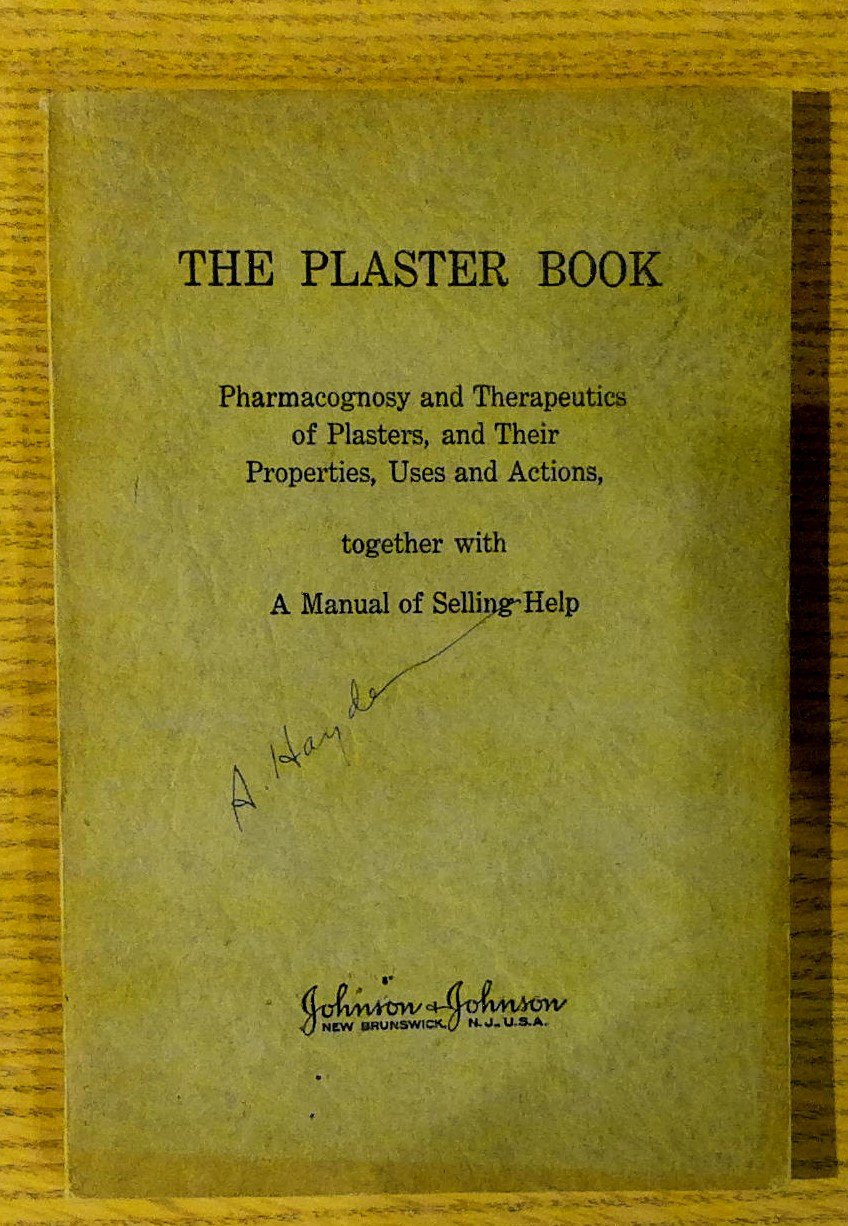 THE PLASTER BOOK
Pharmacognosy and Therapeutics
of Plasters, and Their
Properties, Uses and Actions,
together with
A Manual of Selling Help
A. Hayden
Johnson & Johnson
NEW BRUNSWICK, N. J., U. S. A.